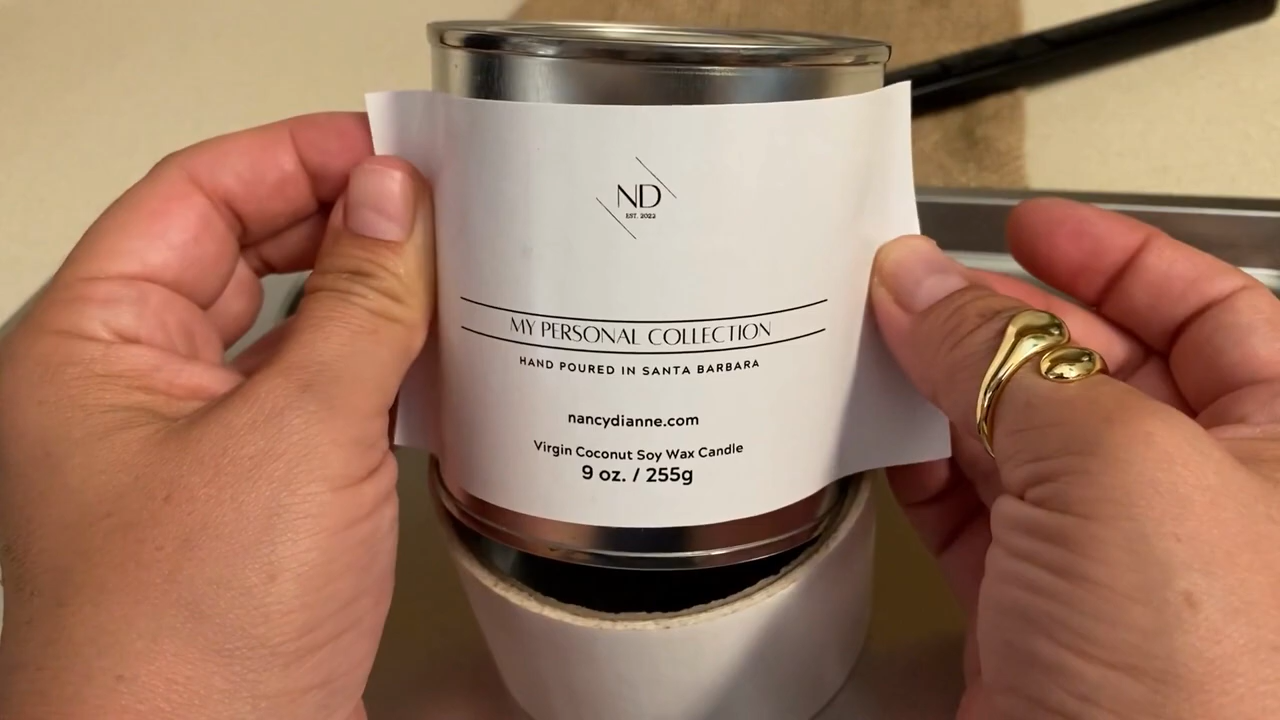 ND
EST. 2022
MY PERSONAL COLLECTION
HAND POURED IN SANTA BARBARA
nancydianne.com
Virgin Coconut Soy Wax Candle
9 oz. / 255g